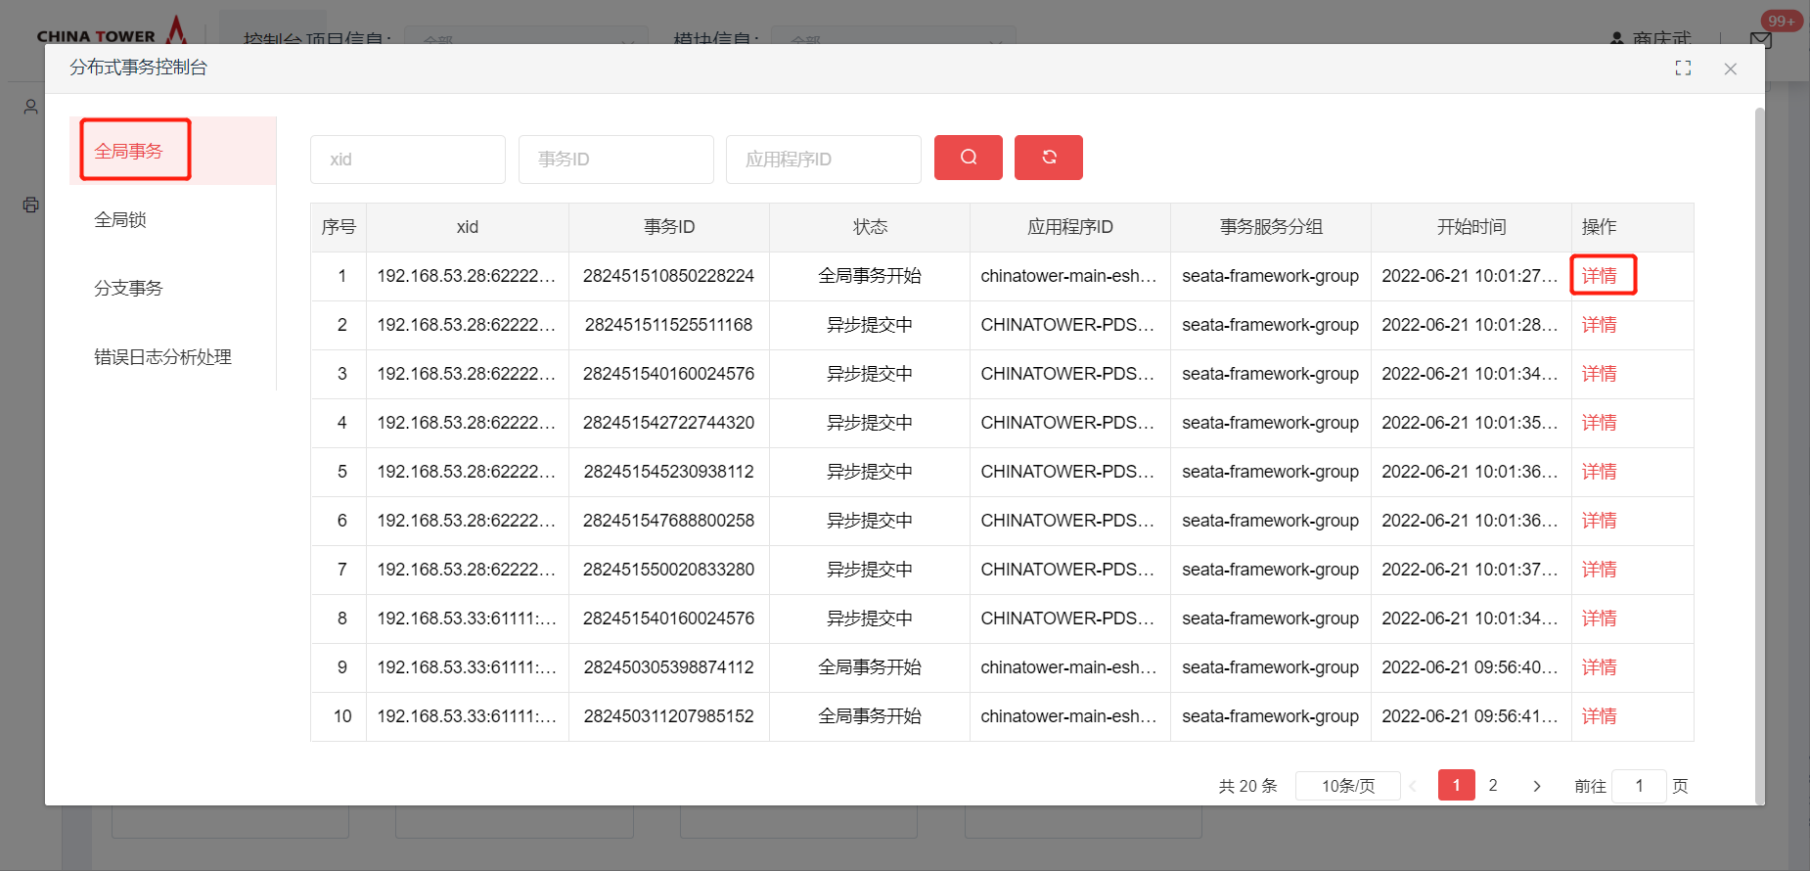 CHINA TOWER 控制台 项目信息: 全部 模块信息: 全部 商庆武 99+
分布式事务控制台
全局事务
全局锁
分支事务
错误日志分析处理
xid 事务ID 应用程序ID
序号 xid 事务ID 状态 应用程序ID 事务服务分组 开始时间 操作
1 192.168.53.28:62222... 282451510850228224 全局事务开始 chinatower-main-esh... seata-framework-group 2022-06-21 10:01:27... 详情
2 192.168.53.28:62222... 282451511525511168 异步提交中 CHINATOWER-PDS... seata-framework-group 2022-06-21 10:01:28... 详情
3 192.168.53.28:62222... 282451540160024576 异步提交中 CHINATOWER-PDS... seata-framework-group 2022-06-21 10:01:34... 详情
4 192.168.53.28:62222... 282451542722744320 异步提交中 CHINATOWER-PDS... seata-framework-group 2022-06-21 10:01:35... 详情
5 192.168.53.28:62222... 282451545230938112 异步提交中 CHINATOWER-PDS... seata-framework-group 2022-06-21 10:01:36... 详情
6 192.168.53.28:62222... 282451547688800258 异步提交中 CHINATOWER-PDS... seata-framework-group 2022-06-21 10:01:36... 详情
7 192.168.53.28:62222... 282451550020833280 异步提交中 CHINATOWER-PDS... seata-framework-group 2022-06-21 10:01:37... 详情
8 192.168.53.33:61111:... 282451540160024576 异步提交中 CHINATOWER-PDS... seata-framework-group 2022-06-21 10:01:34... 详情
9 192.168.53.33:61111:... 282450305398874112 全局事务开始 chinatower-main-esh... seata-framework-group 2022-06-21 09:56:40... 详情
10 192.168.53.33:61111:... 282450311207985152 全局事务开始 chinatower-main-esh... seata-framework-group 2022-06-21 09:56:41... 详情
共 20 条 10条/页 1 2 前往 1 页